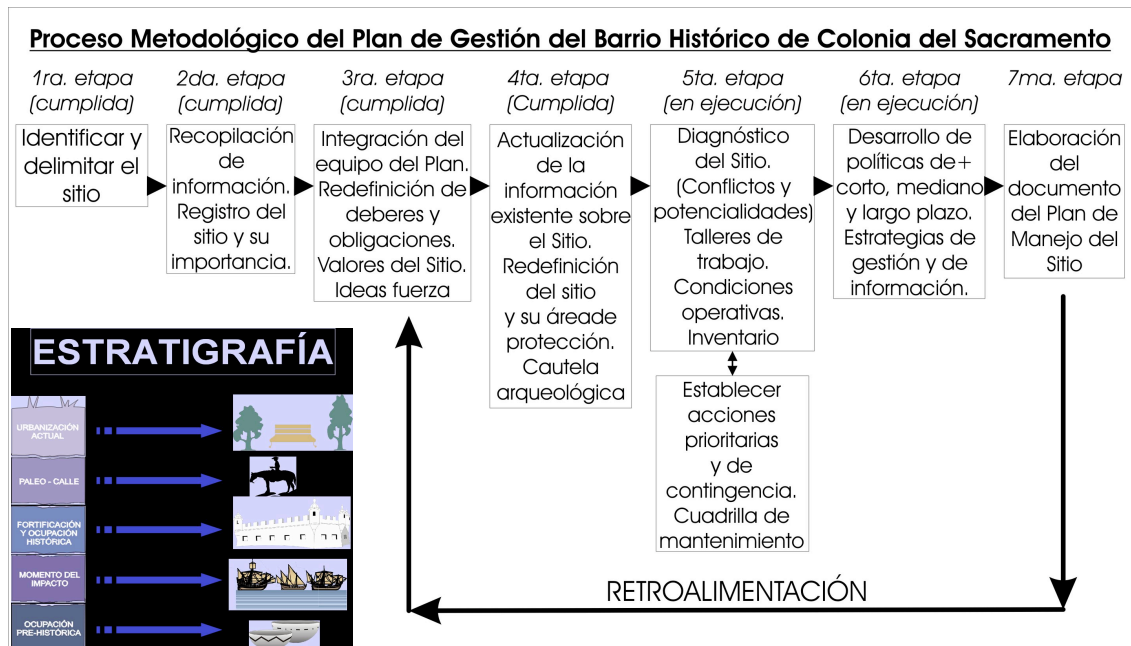 Proceso Metodológico del Plan de Gestión del Barrio Histórico de Colonia del Sacramento
1ra. etapa
(cumplida)
Identificar y
delimitar el
sitio
2da. etapa
(cumplida)
Recopilación
de
información.
Registro del
sitio y su
importancia.
3ra. etapa
(cumplida)
Integración del
equipo del Plan.
Redefinición de
deberes y
obligaciones.
Valores del Sitio.
Ideas fuerza
4ta. etapa
(Cumplida)
Actualización
de la
información
existente sobre
el Sitio.
Redefinición
del sitio
y su áreade
protección.
Cautela
arqueológica
5ta. etapa
(en ejecución)
Diagnóstico
del Sitio.
(Conflictos y
potencialidades)
Talleres de
trabajo.
Condiciones
operativas.
Inventario
Establecer
acciones
prioritarias
y de
contingencia.
Cuadrilla de
mantenimiento
6ta. etapa
(en ejecución)
Desarrollo de
políticas de+
corto, mediano
y largo plazo.
Estrategias de
gestión y de
información.
7ma. etapa
Elaboración
del
documento
del Plan de
Manejo del
Sitio
RETROALIMENTACIÓN
ESTRATIGRAFÍA
URBANIZACIÓN
ACTUAL
PALEO - CALLE
FORTIFICACIÓN
Y OCUPACIÓN
HISTÓRICA
MOMENTO DEL
IMPACTO
OCUPACIÓN
PRE-HISTÓRICA